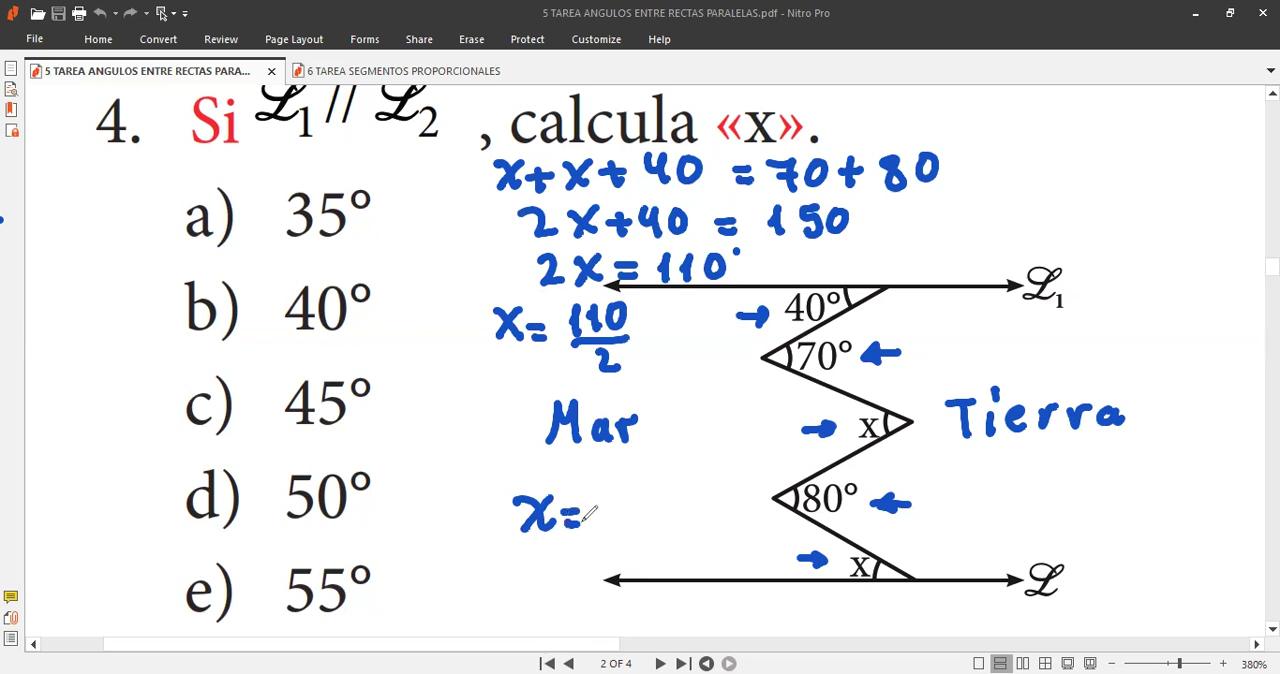 5 TAREA ANGULOS ENTRE RECTAS PARALELAS.pdf - Nitro Pro
File Home Convert Review Page Layout Forms Share Erase Protect Customize Help
5 TAREA ANGULOS ENTRE RECTAS PARA... 6 TAREA SEGMENTOS PROPORCIONALES
4. Si ℒ₁ // ℒ₂ , calcula «x».
x + x + 40 = 70 + 80
a) 35°
2x + 40 = 150
2x = 110°
ℒ₁
b) 40°
x = 110/2
40°
70°
c) 45°
Mar
x
Tierra
d) 50°
x =
80°
e) 55°
x
ℒ
2 OF 4
380%